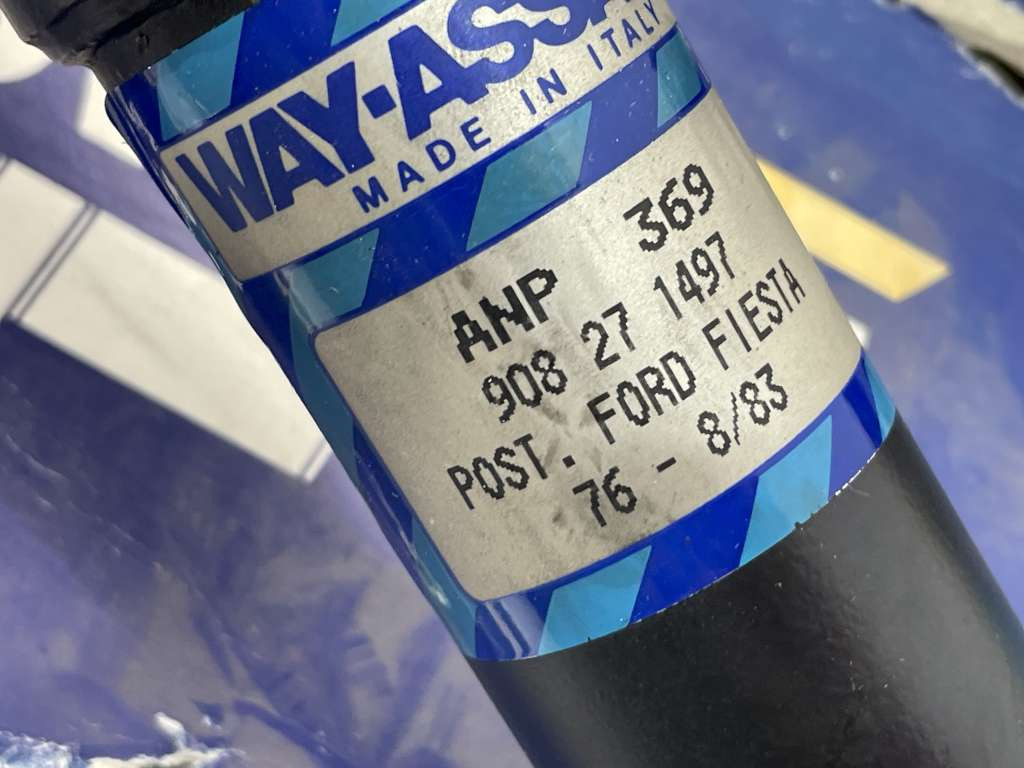 WAY-ASS
MADE IN ITALY
ANP 369
908 27 1497
POST. FORD FIESTA
76 - 8/83